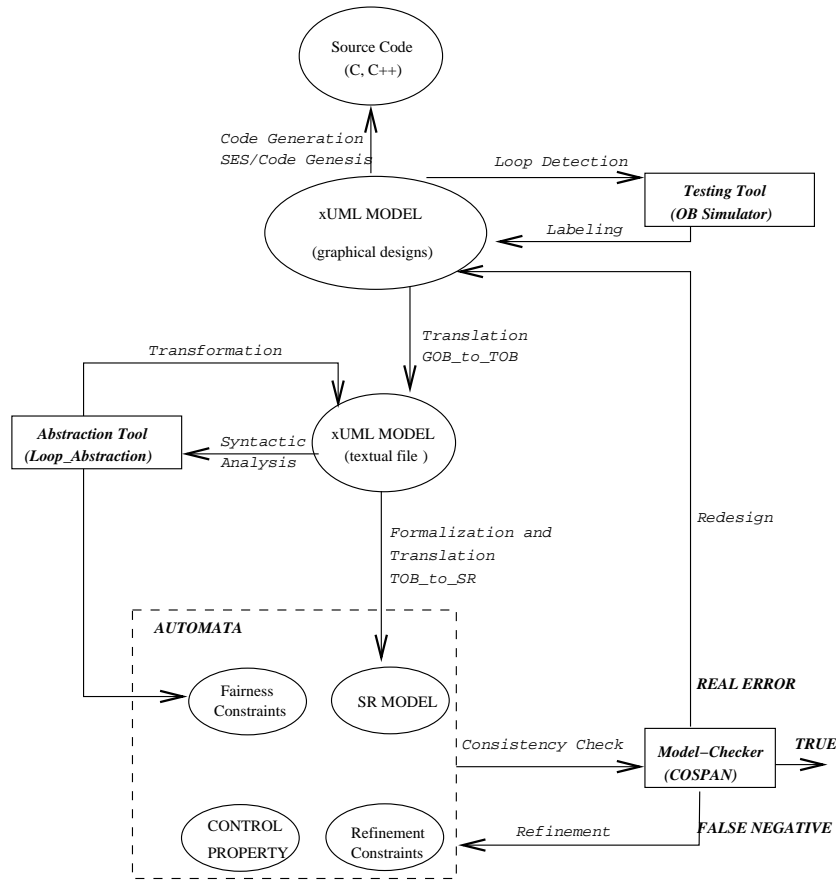 Source Code
(C, C++)
Code Generation
SES/Code Genesis
Loop Detection
Testing Tool
(OB Simulator)
xUML MODEL
(graphical designs)
Labeling
Translation
GOB_to_TOB
Transformation
Abstraction Tool
(Loop_Abstraction)
Syntactic
Analysis
xUML MODEL
(textual file )
Redesign
Formalization and
Translation
TOB_to_SR
AUTOMATA
Fairness
Constraints
SR MODEL
REAL ERROR
Consistency Check
Model-Checker
(COSPAN)
TRUE
CONTROL
PROPERTY
Refinement
Constraints
Refinement
FALSE NEGATIVE